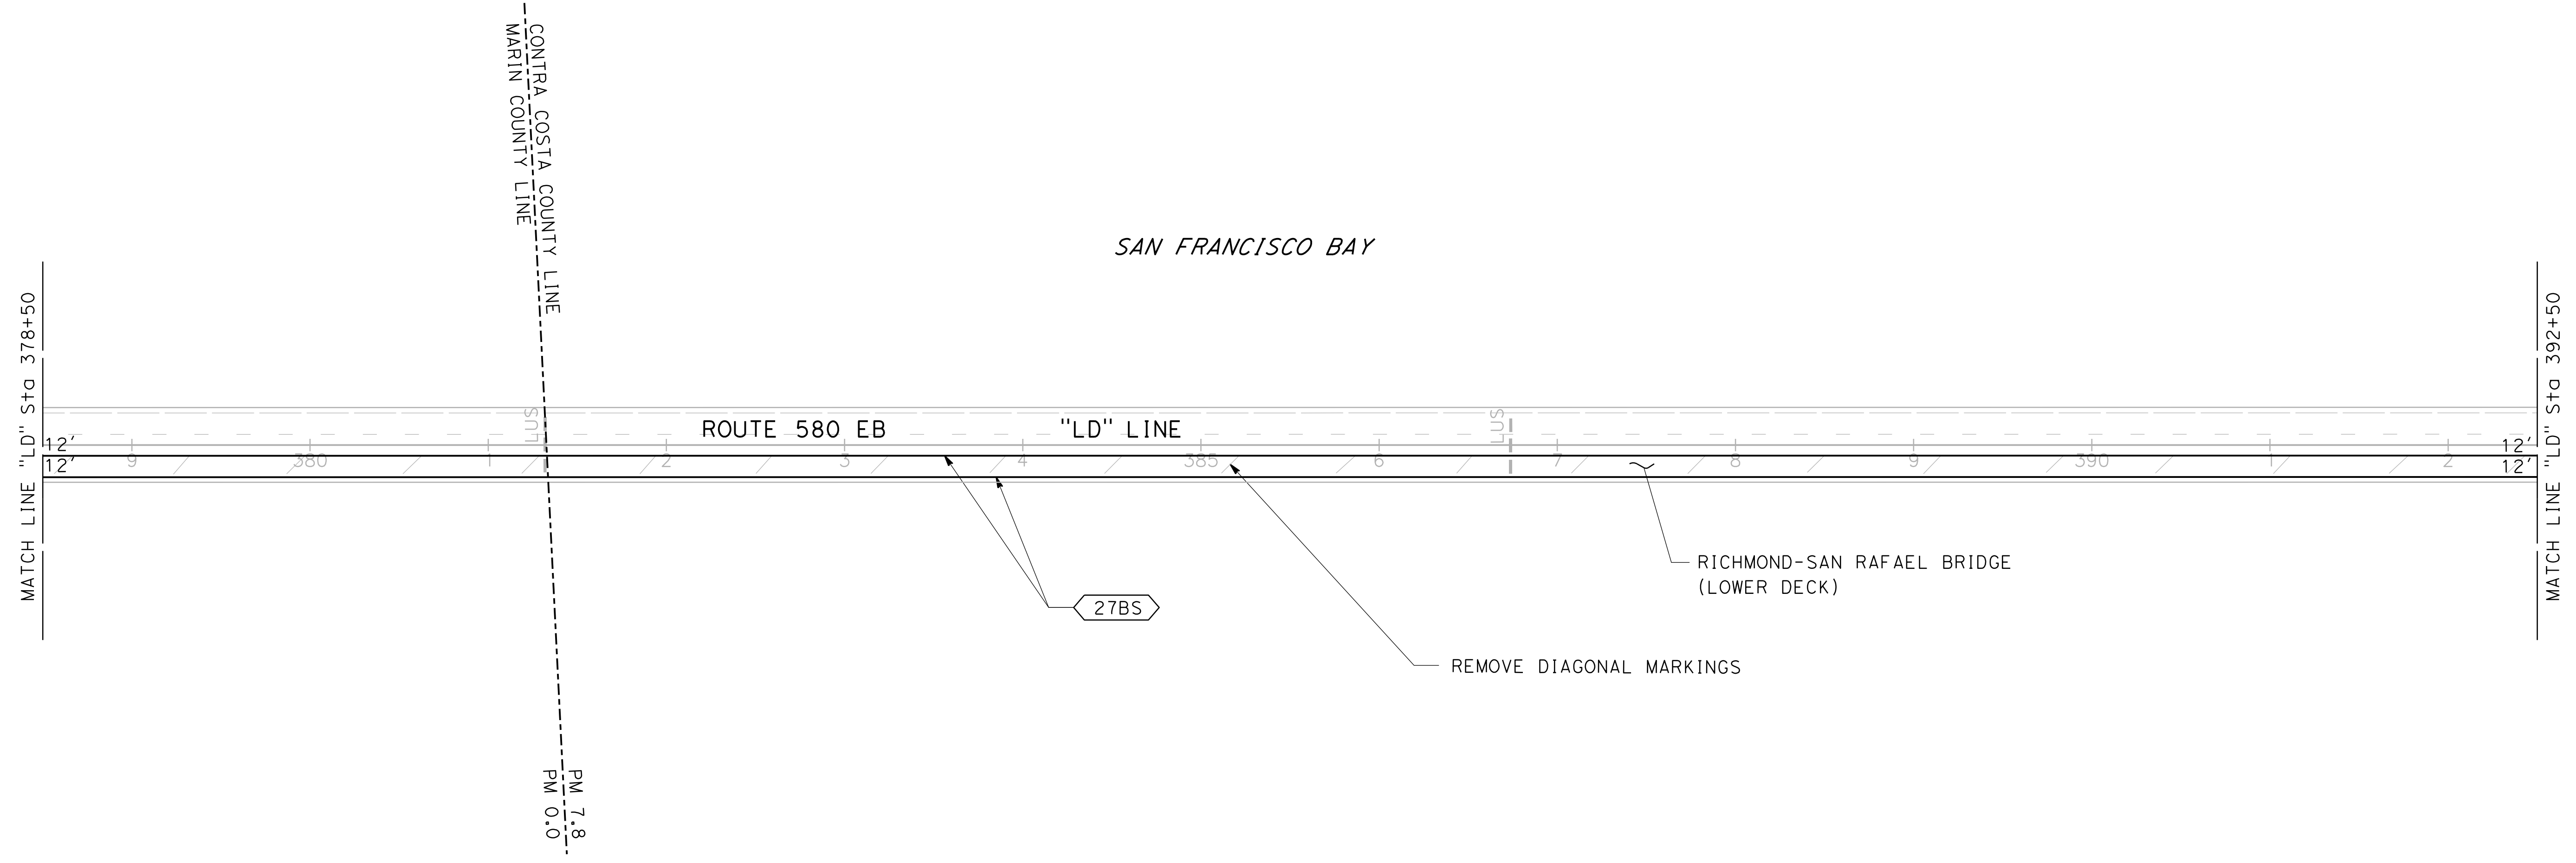 CONTRA COSTA COUNTY LINE
MARIN COUNTY LINE
SAN FRANCISCO BAY
MATCH LINE "LD" Sta 378+50
MATCH LINE "LD" Sta 392+50
LUS
LUS
ROUTE 580 EB
"LD" LINE
12'
12'
12'
12'
9
380
1
2
3
4
385
6
7
8
9
390
1
2
RICHMOND-SAN RAFAEL BRIDGE
(LOWER DECK)
27BS
REMOVE DIAGONAL MARKINGS
PM 7.8
PM 0.0